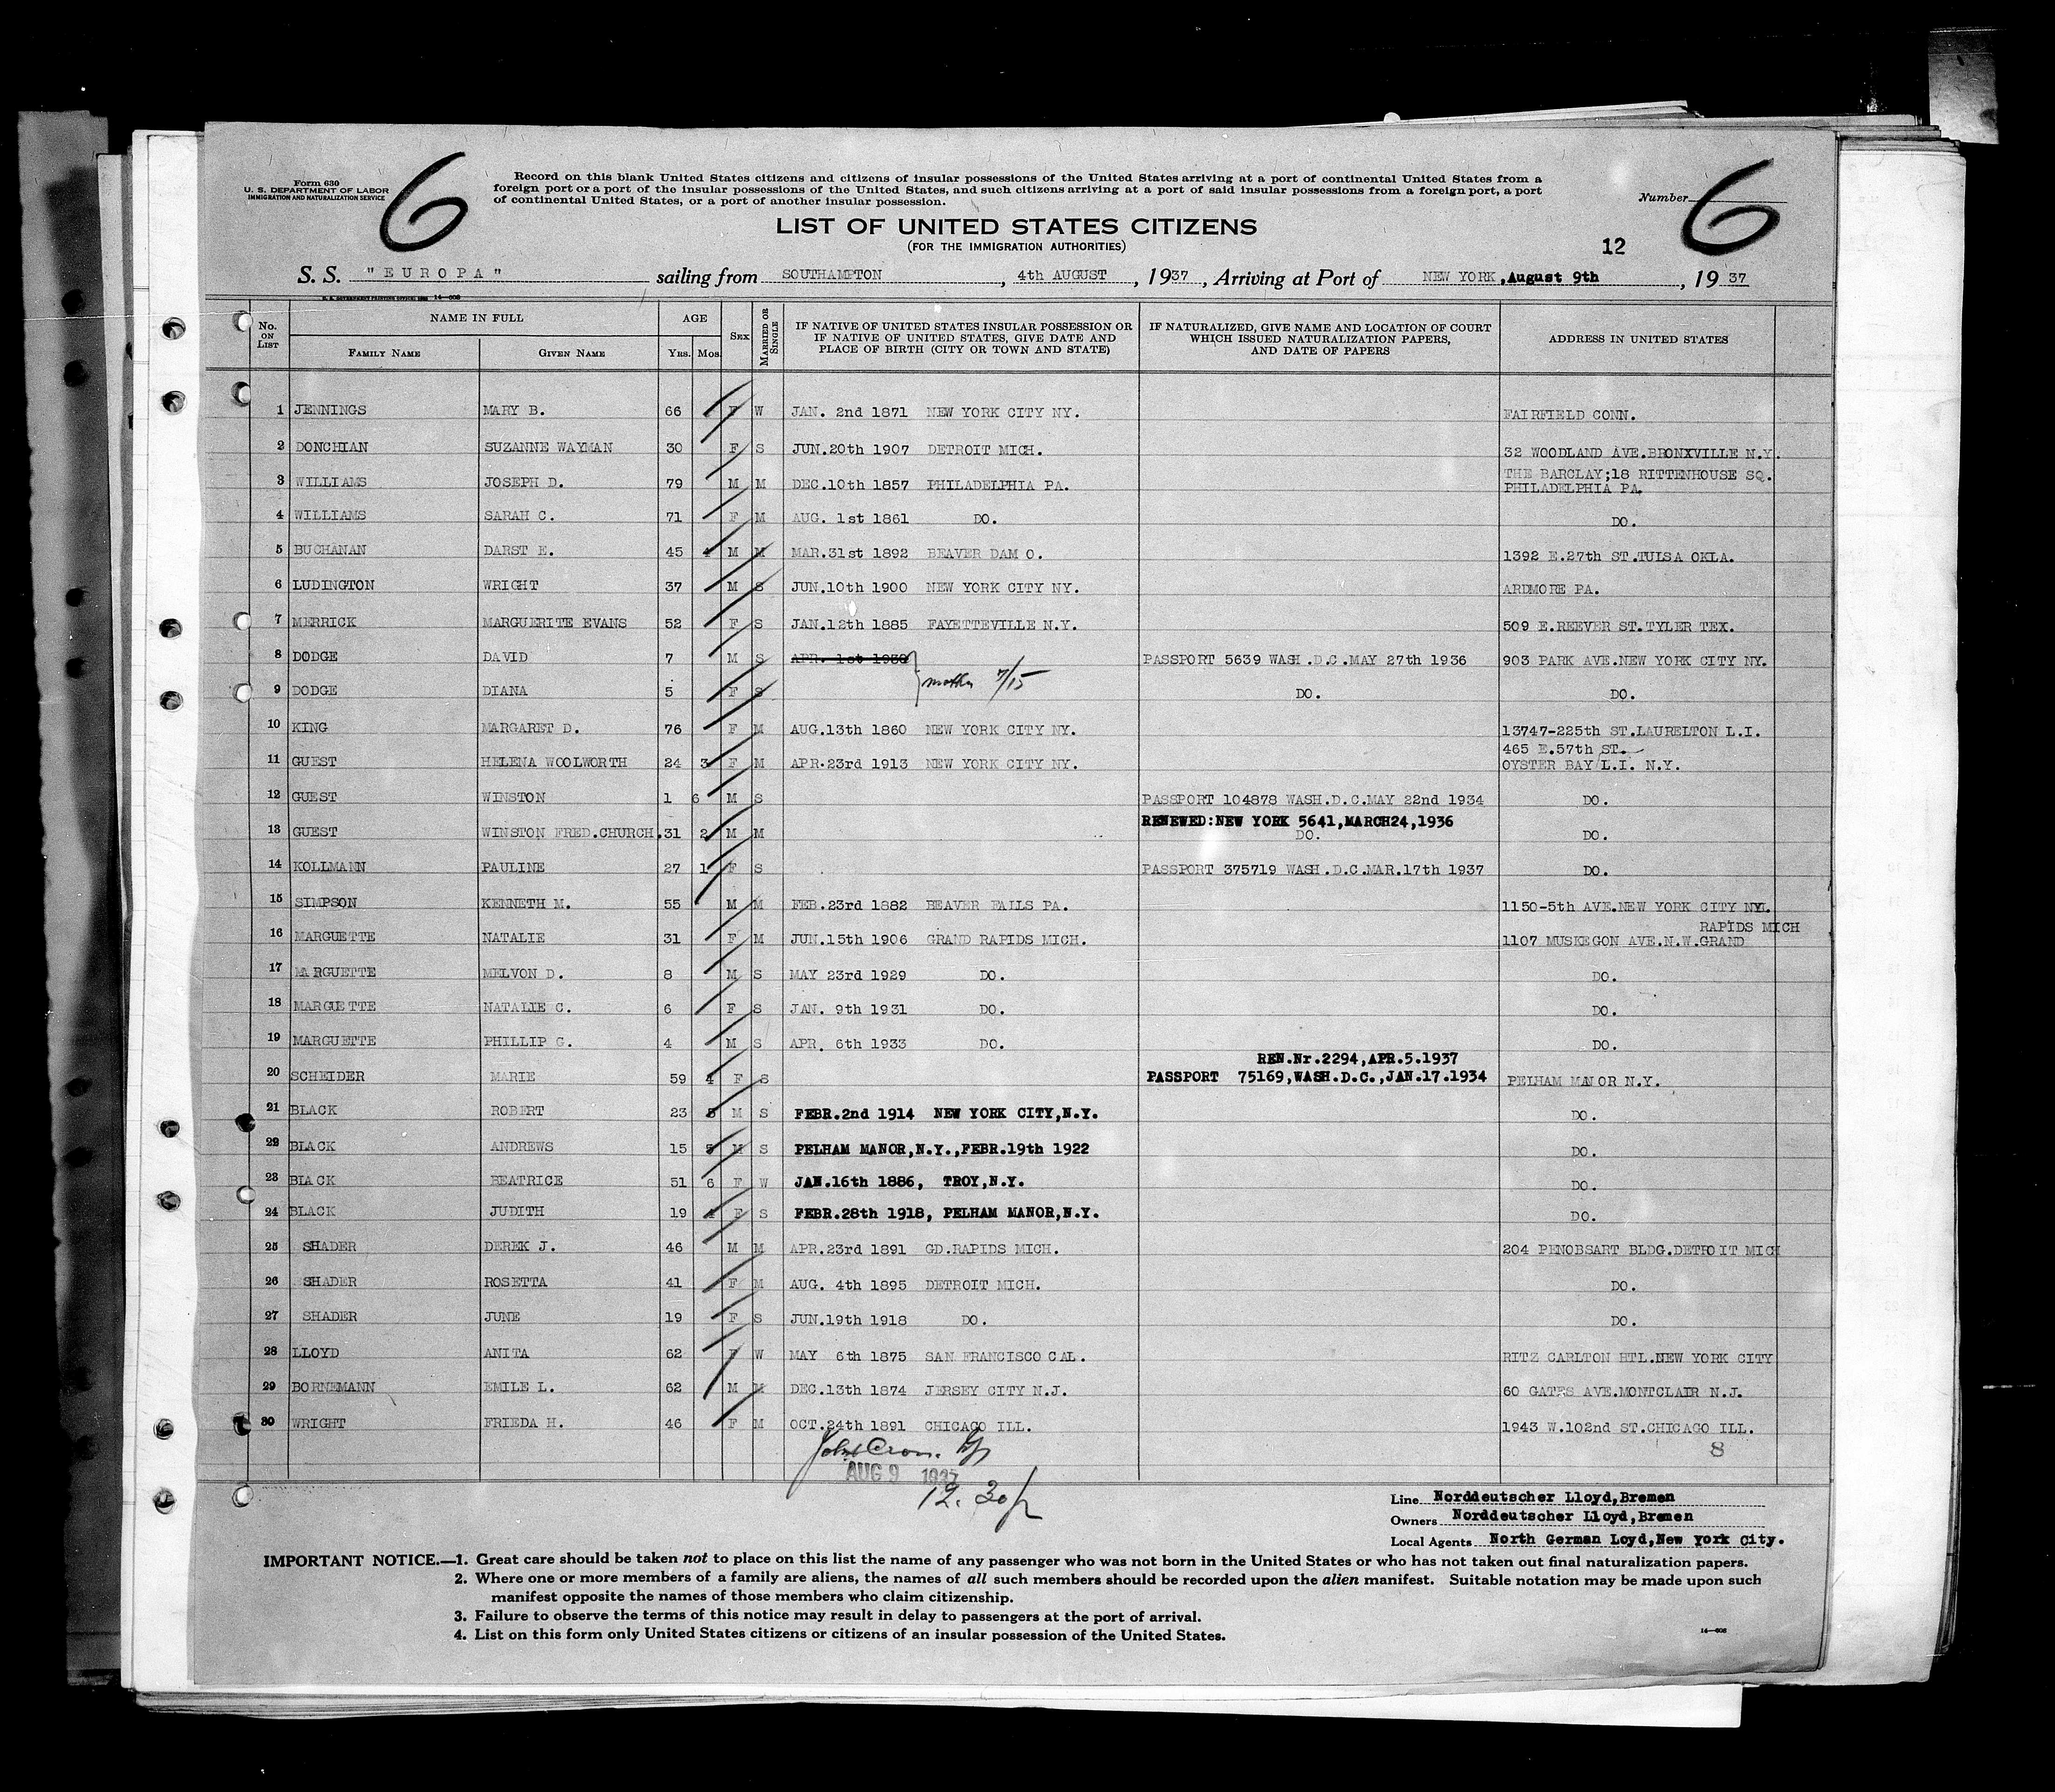 Form 630
U. S. DEPARTMENT OF LABOR
IMMIGRATION AND NATURALIZATION SERVICE
6
Record on this blank United States citizens and citizens of insular possessions of the United States arriving at a port of continental United States from a
foreign port or a port of the insular possessions of the United States, and such citizens arriving at a port of said insular possessions from a foreign port, a port
of continental United States, or a port of another insular possession.
Number 6
LIST OF UNITED STATES CITIZENS
(FOR THE IMMIGRATION AUTHORITIES)
12
S. S. "EUROPA" sailing from SOUTHAMPTON, 4th AUGUST, 1937, Arriving at Port of NEW YORK, August 9th, 1937
No. ON LIST NAME IN FULL FAMILY NAME GIVEN NAME AGE YRS. MOS. SEX MARRIED OR SINGLE IF NATIVE OF UNITED STATES INSULAR POSSESSION OR IF NATIVE OF UNITED STATES, GIVE DATE AND PLACE OF BIRTH (CITY OR TOWN AND STATE) IF NATURALIZED, GIVE NAME AND LOCATION OF COURT WHICH ISSUED NATURALIZATION PAPERS, AND DATE OF PAPERS ADDRESS IN UNITED STATES
1 JENNINGS MARY B. 66 F W JAN. 2nd 1871 NEW YORK CITY NY. FAIRFIELD CONN.
2 DONCHIAN SUZANNE WAYMAN 30 F S JUN.20th 1907 DETROIT MICH. 32 WOODLAND AVE.BRONXVILLE N.Y.
3 WILLIAMS JOSEPH D. 79 M M DEC.10th 1857 PHILADELPHIA PA. THE BARCLAY;18 RITTENHOUSE SQ. PHILADELPHIA PA.
4 WILLIAMS SARAH C. 71 F M AUG. 1st 1861 DO. DO.
5 BUCHANAN DARST E. 45 4 M M MAR.31st 1892 BEAVER DAM O. 1392 E.27th ST.TULSA OKLA.
6 LUDINGTON WRIGHT 37 M S JUN.10th 1900 NEW YORK CITY NY. ARDMORE PA.
7 MERRICK MARGUERITE EVANS 52 F S JAN.12th 1885 FAYETTEVILLE N.Y. 509 E.REEVER ST.TYLER TEX.
8 DODGE DAVID 7 M S APR. 1st 1930 PASSPORT 5639 WASH.D.C.MAY 27th 1936 903 PARK AVE.NEW YORK CITY NY.
mother 7/15
9 DODGE DIANA 5 F S DO. DO.
10 KING MARGARET D. 76 F M AUG.13th 1860 NEW YORK CITY NY. 13747-225th ST.LAURELTON L.I.
11 GUEST HELENA WOOLWORTH 24 3 F M APR.23rd 1913 NEW YORK CITY NY. 465 E.57th ST. OYSTER BAY L.I. N.Y.
12 GUEST WINSTON 1 6 M S PASSPORT 104878 WASH.D.C.MAY 22nd 1934 DO.
RENEWED:NEW YORK 5641,MARCH24,1936
13 GUEST WINSTON FRED.CHURCH. 31 2 M M DO. DO.
14 KOLLMANN PAULINE 27 1 F S PASSPORT 375719 WASH.D.C.MAR.17th 1937 DO.
15 SIMPSON KENNETH M. 55 M M FEB.23rd 1882 BEAVER FALLS PA. 1150-5th AVE.NEW YORK CITY NY.
16 MARGUETTE NATALIE 31 F M JUN.15th 1906 GRAND RAPIDS MICH. 1107 MUSKEGON AVE.N.W.GRAND RAPIDS MICH
17 MARGUETTE MELVON D. 8 M S MAY 23rd 1929 DO. DO.
18 MARGUETTE NATALIE C. 6 F S JAN. 9th 1931 DO. DO.
19 MARGUETTE PHILLIP G. 4 M S APR. 6th 1933 DO. DO.
REN.Nr.2294,APR.5.1937
20 SCHEIDER MARIE 59 4 F S PASSPORT 75169,WASH.D.C.,JAN.17.1934 PELHAM MANOR N.Y.
21 BLACK ROBERT 23 5 M S FEBR.2nd 1914 NEW YORK CITY,N.Y. DO.
22 BLACK ANDREWS 15 5 M S PELHAM MANOR,N.Y.,FEBR.19th 1922 DO.
23 BLACK BEATRICE 51 6 F W JAN.16th 1886, TROY,N.Y. DO.
24 BLACK JUDITH 19 4 F S FEBR.28th 1918, PELHAM MANOR,N.Y. DO.
25 SHADER DEREK J. 46 M M APR.23rd 1891 GD.RAPIDS MICH. 204 PENOBSART BLDG.DETROIT MICH
26 SHADER ROSETTA 41 F M AUG. 4th 1895 DETROIT MICH. DO.
27 SHADER JUNE 19 F S JUN.19th 1918 DO. DO.
28 LLOYD ANITA 62 F W MAY 6th 1875 SAN FRANCISCO CAL. RITZ CARLTON HTL.NEW YORK CITY
29 BORNEMANN EMILE L. 62 M M DEC.13th 1874 JERSEY CITY N.J. 60 GATES AVE.MONTCLAIR N.J.
30 WRIGHT FRIEDA H. 46 F M OCT.24th 1891 CHICAGO ILL. 1943 W.102nd ST.CHICAGO ILL.
8
AUG 9 1937
12.30p
Line Norddeutscher Lloyd,Bremen
Owners Norddeutscher Lloyd,Bremen
Local Agents North German Loyd,New York City.
IMPORTANT NOTICE.—1. Great care should be taken not to place on this list the name of any passenger who was not born in the United States or who has not taken out final naturalization papers.
2. Where one or more members of a family are aliens, the names of all such members should be recorded upon the alien manifest. Suitable notation may be made upon such
manifest opposite the names of those members who claim citizenship.
3. Failure to observe the terms of this notice may result in delay to passengers at the port of arrival.
4. List on this form only United States citizens or citizens of an insular possession of the United States.
14—608